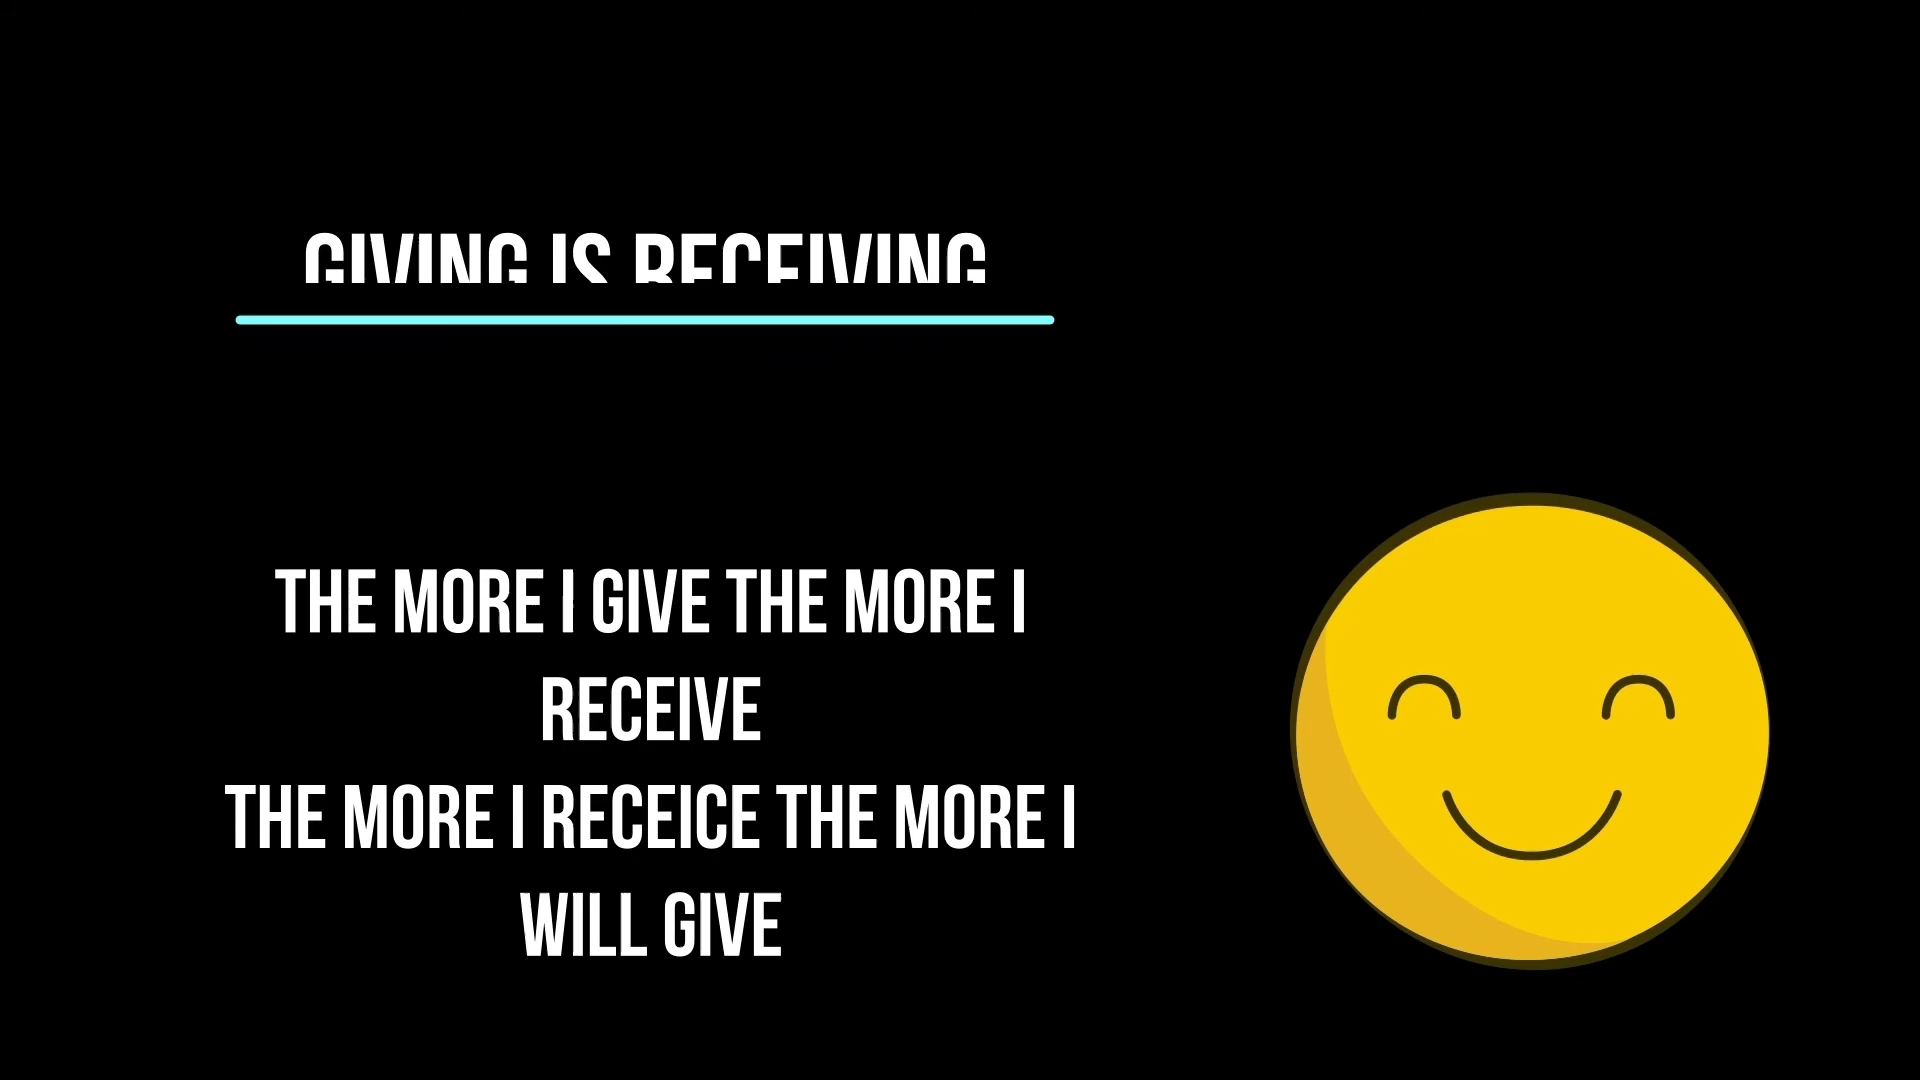 GIVING IS RECEIVING
THE MORE I GIVE THE MORE I
RECEIVE
THE MORE I RECEICE THE MORE I
WILL GIVE